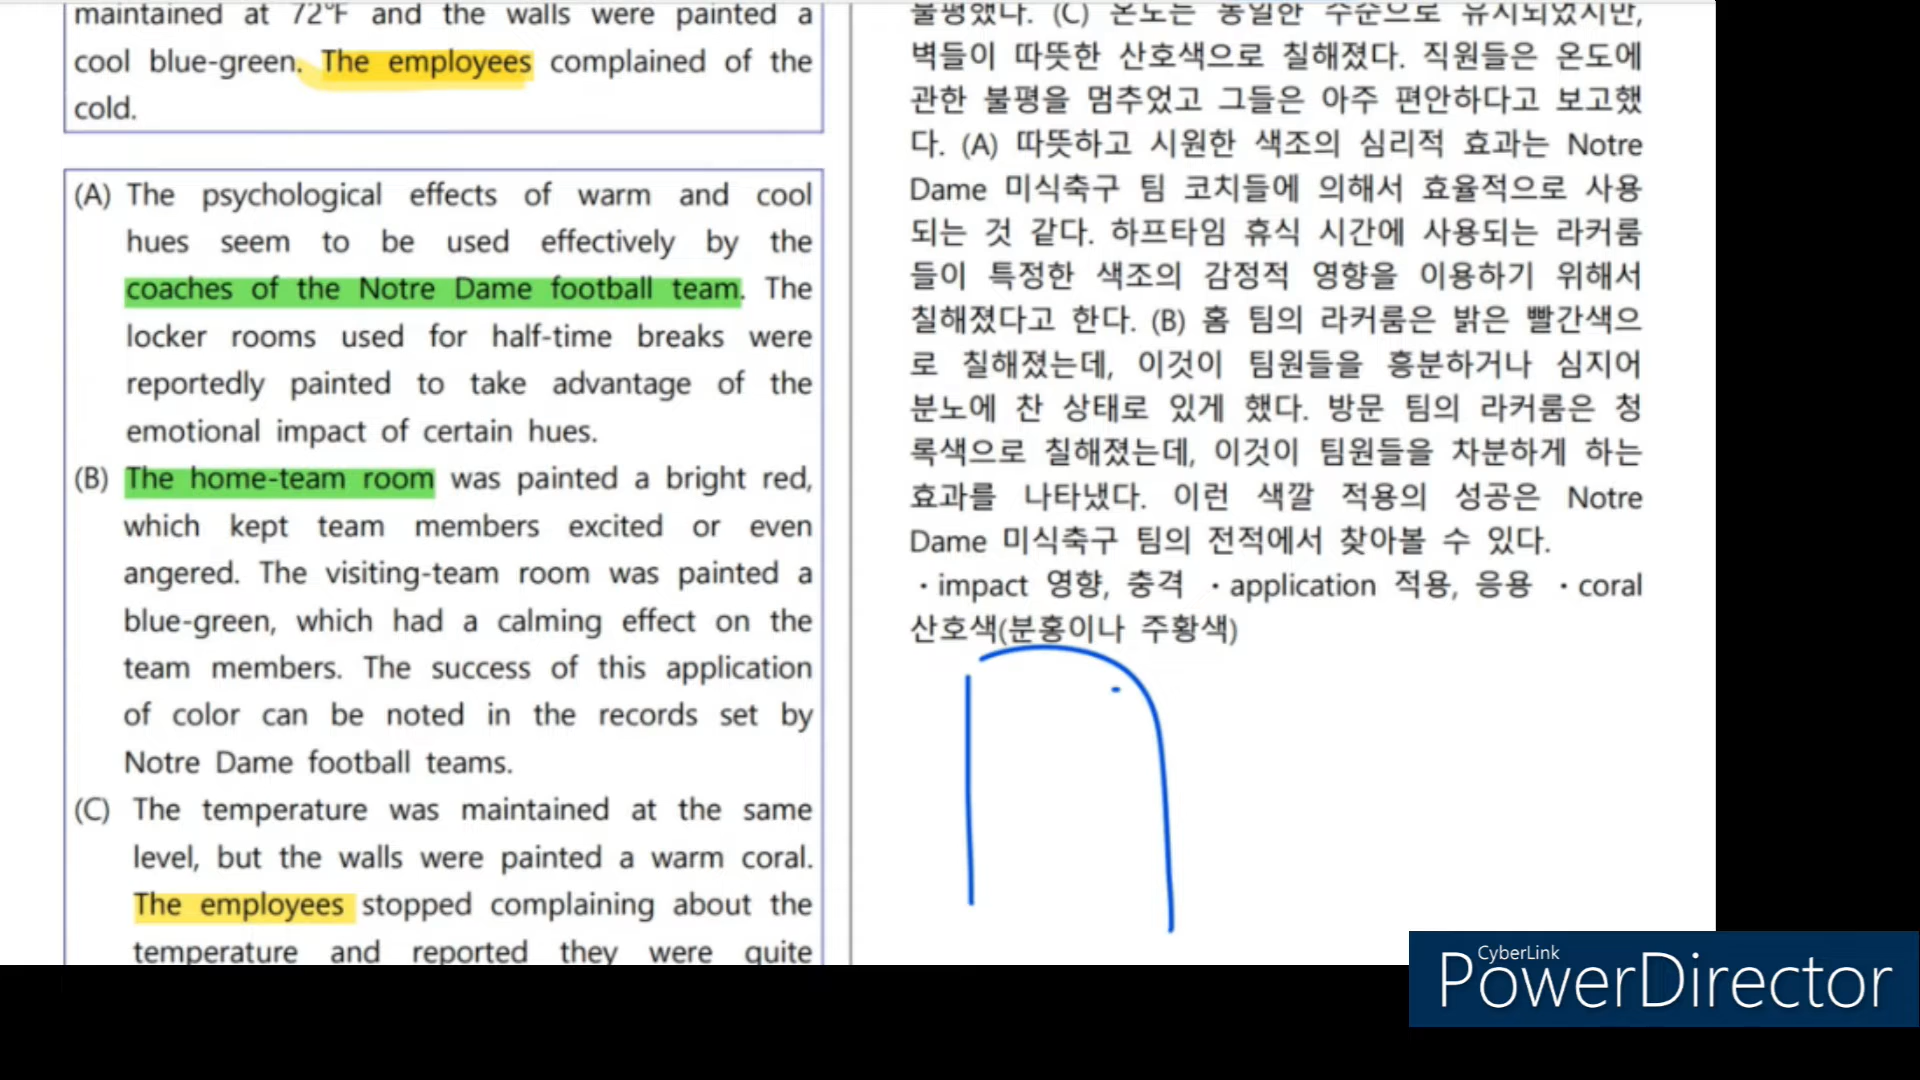 maintained at 72°F and the walls were painted a
cool blue-green. The employees complained of the
cold.
(A) The psychological effects of warm and cool
hues seem to be used effectively by the
coaches of the Notre Dame football team. The
locker rooms used for half-time breaks were
reportedly painted to take advantage of the
emotional impact of certain hues.
(B) The home-team room was painted a bright red,
which kept team members excited or even
angered. The visiting-team room was painted a
blue-green, which had a calming effect on the
team members. The success of this application
of color can be noted in the records set by
Notre Dame football teams.
(C) The temperature was maintained at the same
level, but the walls were painted a warm coral.
The employees stopped complaining about the
temperature and reported they were quite
불평했다. (C) 온도는 동일한 수준으로 유지되었지만,
벽들이 따뜻한 산호색으로 칠해졌다. 직원들은 온도에
관한 불평을 멈추었고 그들은 아주 편안하다고 보고했
다. (A) 따뜻하고 시원한 색조의 심리적 효과는 Notre
Dame 미식축구 팀 코치들에 의해서 효율적으로 사용
되는 것 같다. 하프타임 휴식 시간에 사용되는 라커룸
들이 특정한 색조의 감정적 영향을 이용하기 위해서
칠해졌다고 한다. (B) 홈 팀의 라커룸은 밝은 빨간색으
로 칠해졌는데, 이것이 팀원들을 흥분하거나 심지어
분노에 찬 상태로 있게 했다. 방문 팀의 라커룸은 청
록색으로 칠해졌는데, 이것이 팀원들을 차분하게 하는
효과를 나타냈다. 이런 색깔 적용의 성공은 Notre
Dame 미식축구 팀의 전적에서 찾아볼 수 있다.
·impact 영향, 충격 ·application 적용, 응용 ·coral
산호색(분홍이나 주황색)
CyberLink
PowerDirector